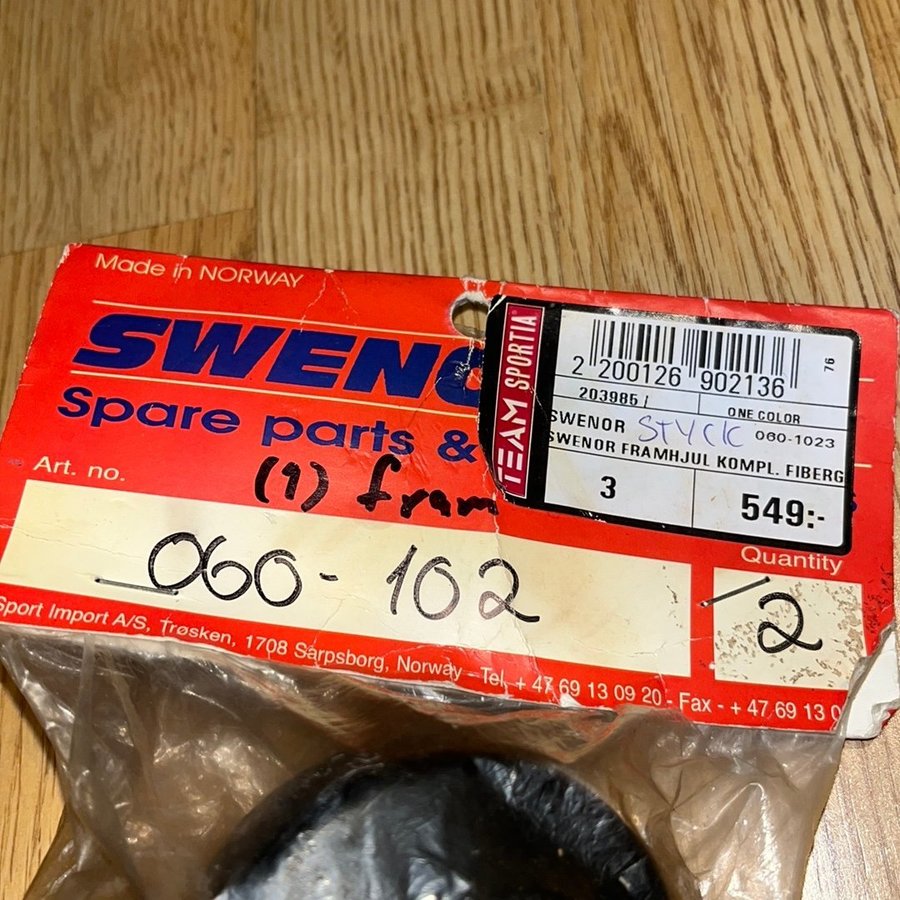 Made in NORWAY
SWENO
Spare parts &
Art. no.
(1) fram
060-102
Quantity
2
Sport Import A/S, Trøsken, 1708 Sarpsborg, Norway - Tel. + 47 69 13 09 20 - Fax - + 47 69 13 0
TEAM SPORTIA
2 200126 902136
76
203985 /
ONE COLOR
SWENOR STYCK 060-1023
SWENOR FRAMHJUL KOMPL. FIBERG
3
549:-